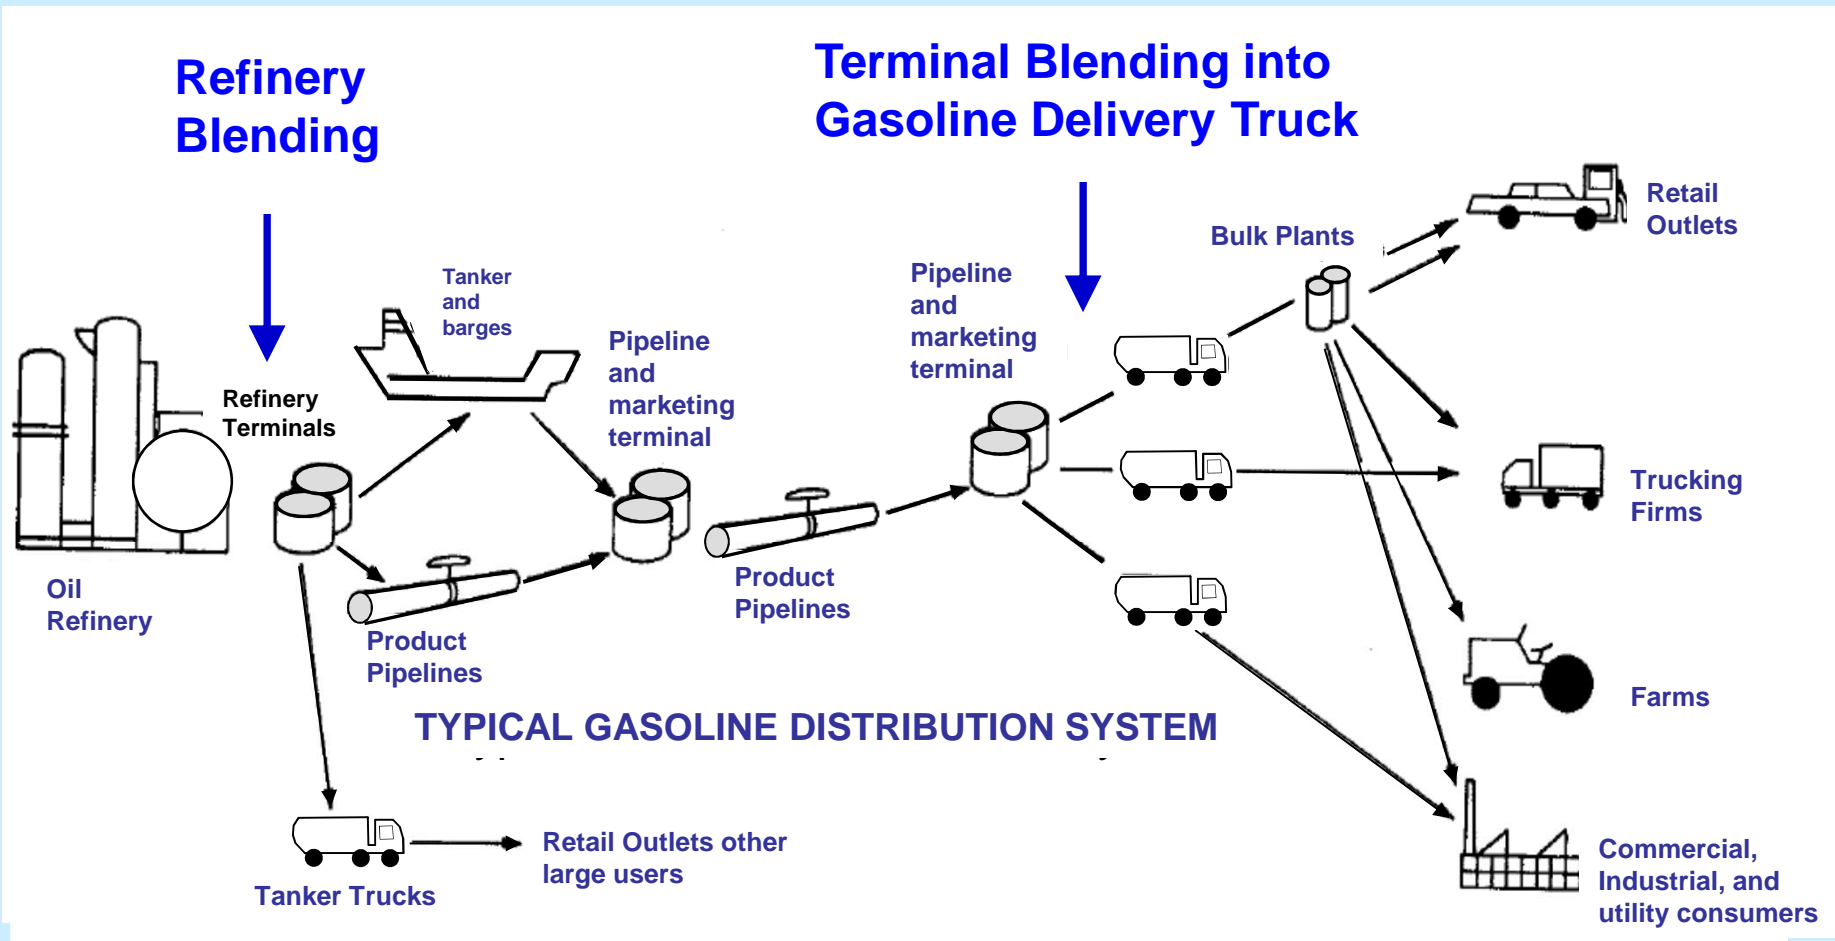 Refinery
Blending
Terminal Blending into
Gasoline Delivery Truck
Retail
Outlets
Bulk Plants
Tanker
and
barges
Pipeline
and
marketing
terminal
Pipeline
and
marketing
terminal
Refinery
Terminals
Trucking
Firms
Oil
Refinery
Product
Pipelines
Product
Pipelines
Farms
TYPICAL GASOLINE DISTRIBUTION SYSTEM
Retail Outlets other
large users
Tanker Trucks
Commercial,
Industrial, and
utility consumers